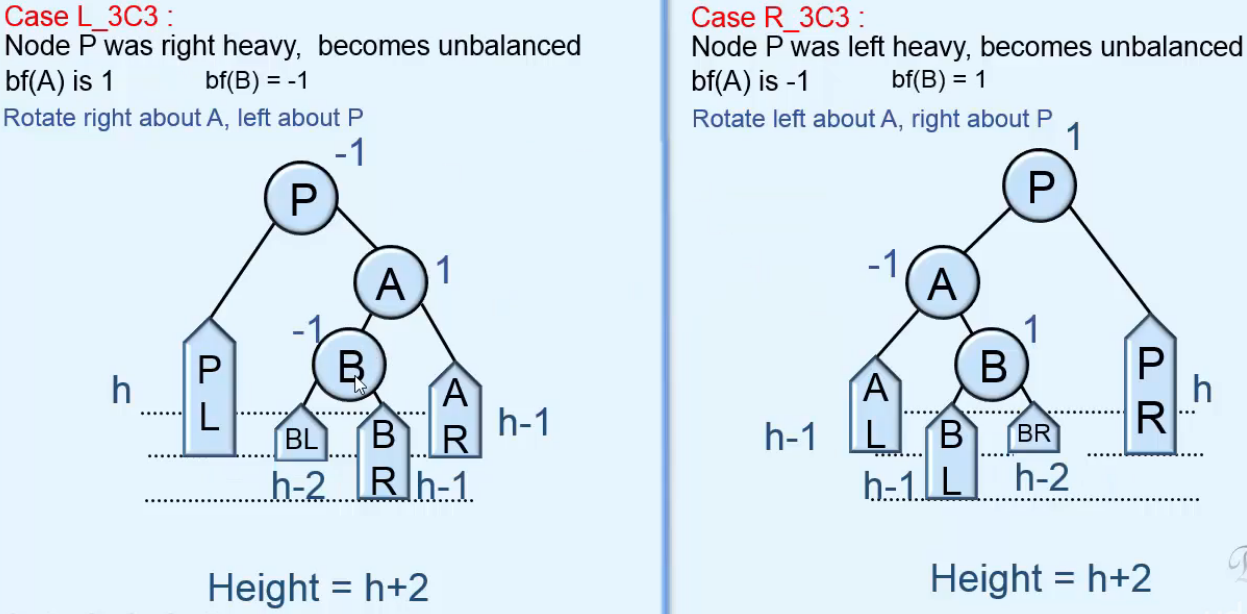 Case L_3C3 :
Node P was right heavy, becomes unbalanced
bf(A) is 1 bf(B) = -1
Rotate right about A, left about P
-1
P
A 1
-1
B
P
L
h
BL
B
R
A
R
h-1
h-2
h-1
Height = h+2
Case R_3C3 :
Node P was left heavy, becomes unbalanced
bf(A) is -1 bf(B) = 1
Rotate left about A, right about P
1
P
-1 A
1
B
A
L
h-1
B
L
BR
P
R
h
h-1
h-2
Height = h+2